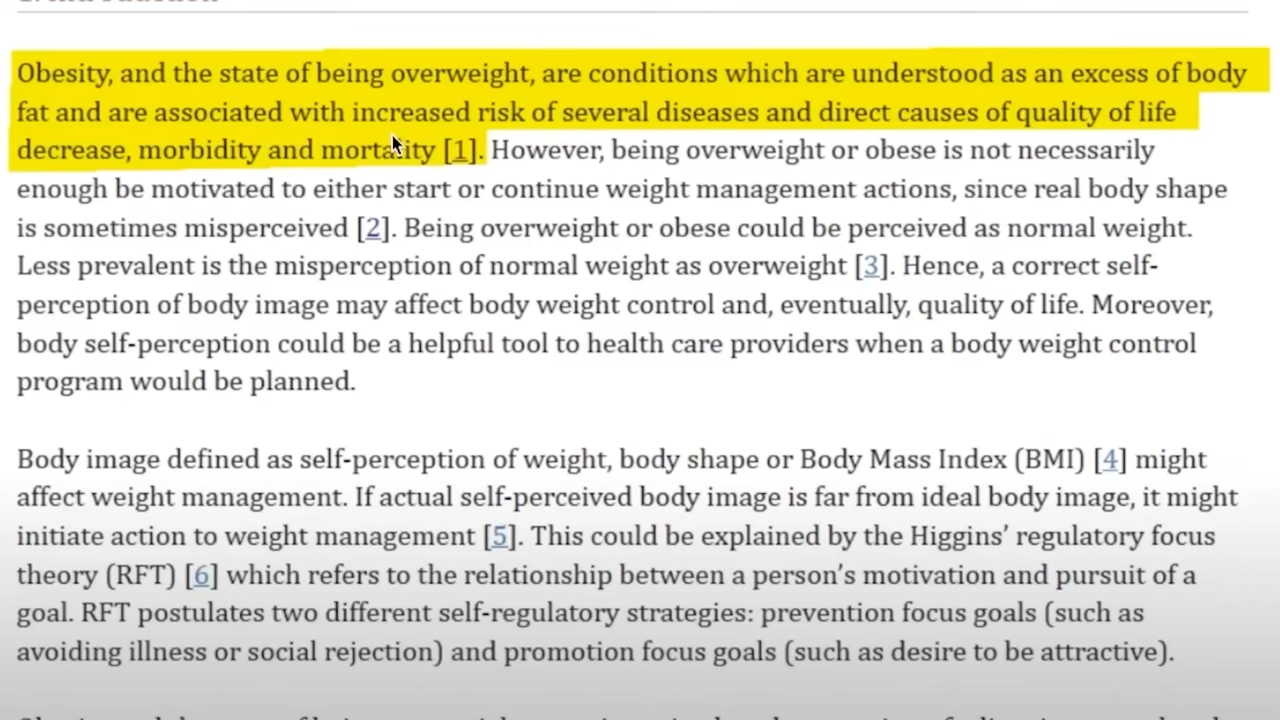 Obesity, and the state of being overweight, are conditions which are understood as an excess of body
fat and are associated with increased risk of several diseases and direct causes of quality of life
decrease, morbidity and mortality [1]. However, being overweight or obese is not necessarily
enough be motivated to either start or continue weight management actions, since real body shape
is sometimes misperceived [2]. Being overweight or obese could be perceived as normal weight.
Less prevalent is the misperception of normal weight as overweight [3]. Hence, a correct self-
perception of body image may affect body weight control and, eventually, quality of life. Moreover,
body self-perception could be a helpful tool to health care providers when a body weight control
program would be planned.
Body image defined as self-perception of weight, body shape or Body Mass Index (BMI) [4] might
affect weight management. If actual self-perceived body image is far from ideal body image, it might
initiate action to weight management [5]. This could be explained by the Higgins’ regulatory focus
theory (RFT) [6] which refers to the relationship between a person’s motivation and pursuit of a
goal. RFT postulates two different self-regulatory strategies: prevention focus goals (such as
avoiding illness or social rejection) and promotion focus goals (such as desire to be attractive).